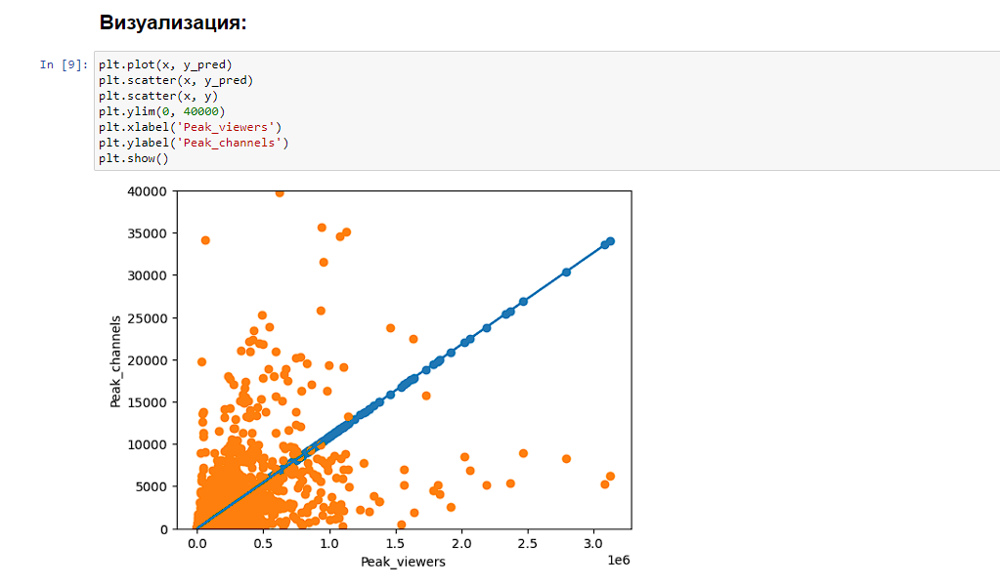 Визуализация:
In [9]:
plt.plot(x, y_pred)
plt.scatter(x, y_pred)
plt.scatter(x, y)
plt.ylim(0, 40000)
plt.xlabel('Peak_viewers')
plt.ylabel('Peak_channels')
plt.show()
40000
35000
30000
25000
20000
15000
10000
5000
0
Peak_channels
0.0 0.5 1.0 1.5 2.0 2.5 3.0
1e6
Peak_viewers